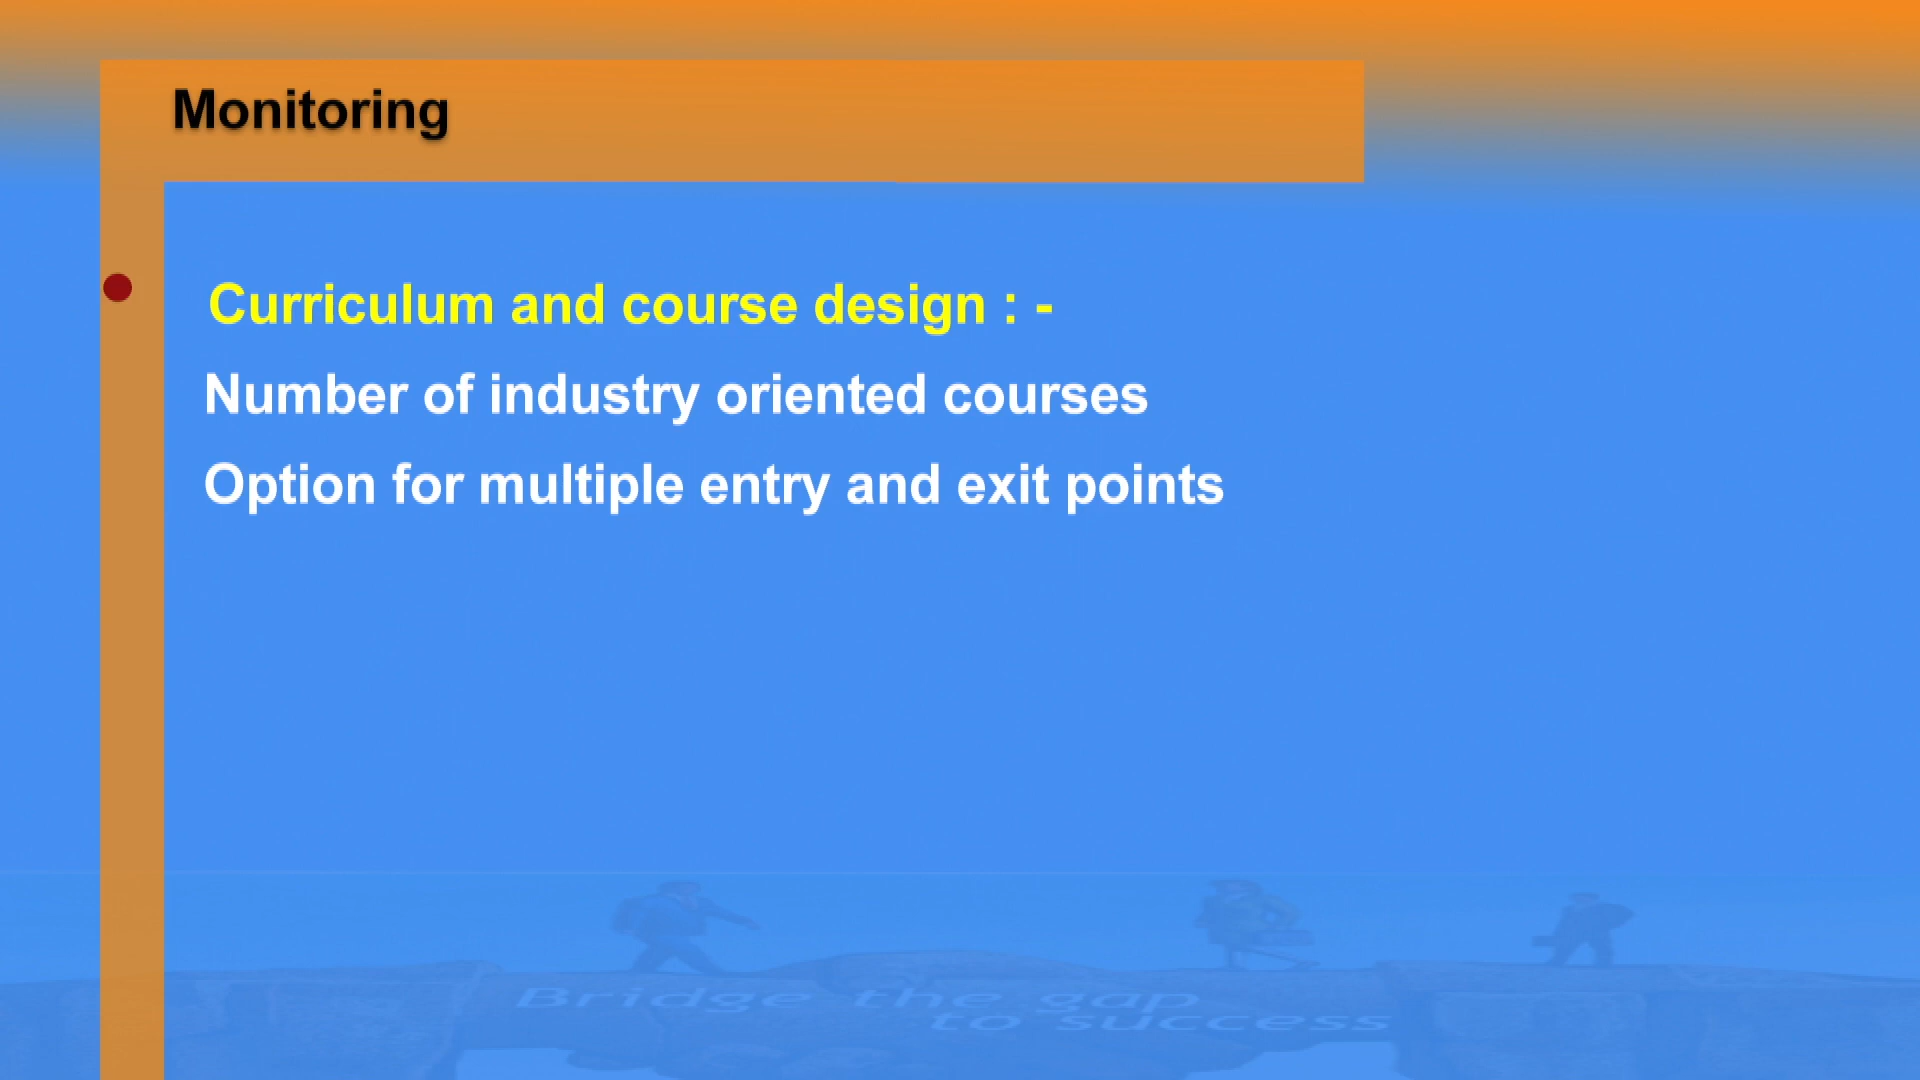 Monitoring
Curriculum and course design : -
Number of industry oriented courses
Option for multiple entry and exit points
Bridge the gap
to success